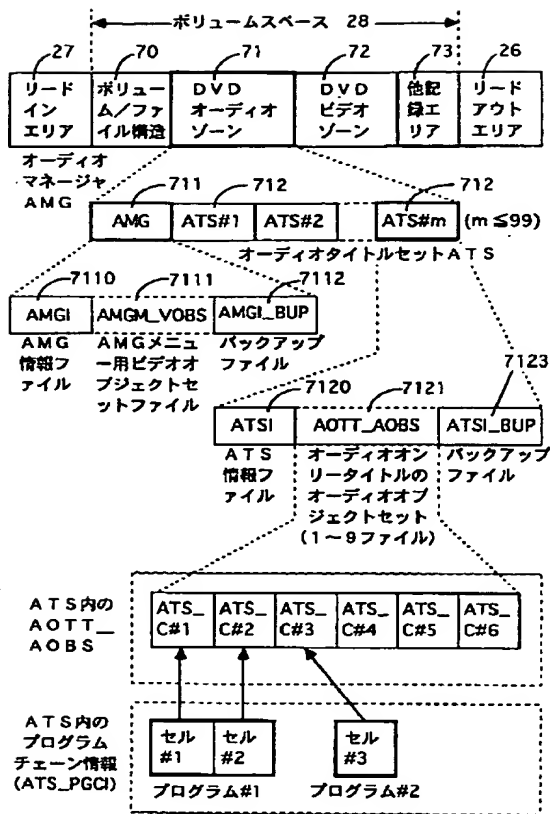 ボリュームスペース 28
27 70 71 72 73 26
リード
イン
エリア
ボリュー
ム/ファ
イル構造
DVD
オーディオ
ゾーン
DVD
ビデオ
ゾーン
他記
録エ
リア
リード
アウト
エリア
オーディオ
マネージャ
AMG
711 712 712
AMG ATS#1 ATS#2 ATS#m (m≦99)
オーディオタイトルセットATS
7110 7111 7112
AMGI AMGM_VOBS AMGI_BUP
AMG
情報フ
ァイル
AMGメニュ
ー用ビデオオ
ブジェクトセ
ットファイル
バックアップ
ファイル
7120 7121 7123
ATSI AOTT_AOBS ATSI_BUP
ATS
情報フ
ァイル
オーディオオン
リータイトルの
オーディオオブ
ジェクトセット
(1~9ファイル)
バックアップ
ファイル
ATS内の
AOTT_
AOBS
ATS_
C#1
ATS_
C#2
ATS_
C#3
ATS_
C#4
ATS_
C#5
ATS_
C#6
ATS内の
プログラム
チェーン情報
(ATS_PGCI)
セル
#1
セル
#2
セル
#3
プログラム#1
プログラム#2